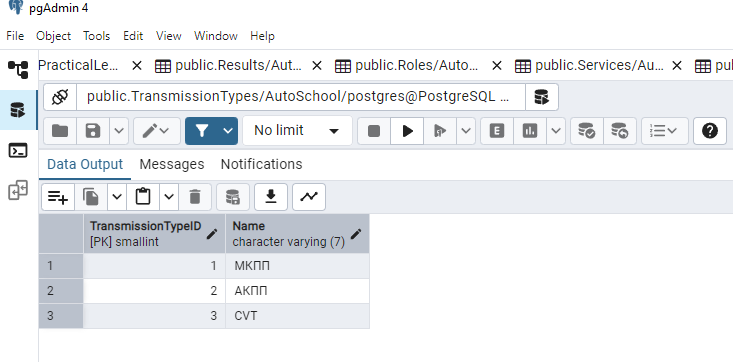 pgAdmin 4
File Object Tools Edit View Window Help
PracticalLe... public.Results/Aut... public.Roles/Auto... public.Services/Au... pu
public.TransmissionTypes/AutoSchool/postgres@PostgreSQL ...
No limit E
Data Output Messages Notifications
TransmissionTypeID Name
[PK] smallint character varying (7)
1 1 МКПП
2 2 АКПП
3 3 CVT